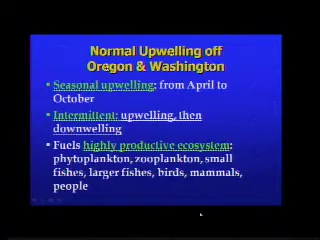 Normal Upwelling off
Oregon & Washington
• Seasonal upwelling: from April to
October
• Intermittent: upwelling, then
downwelling
• Fuels highly productive ecosystem:
phytoplankton, zooplankton, small
fishes, larger fishes, birds, mammals,
people